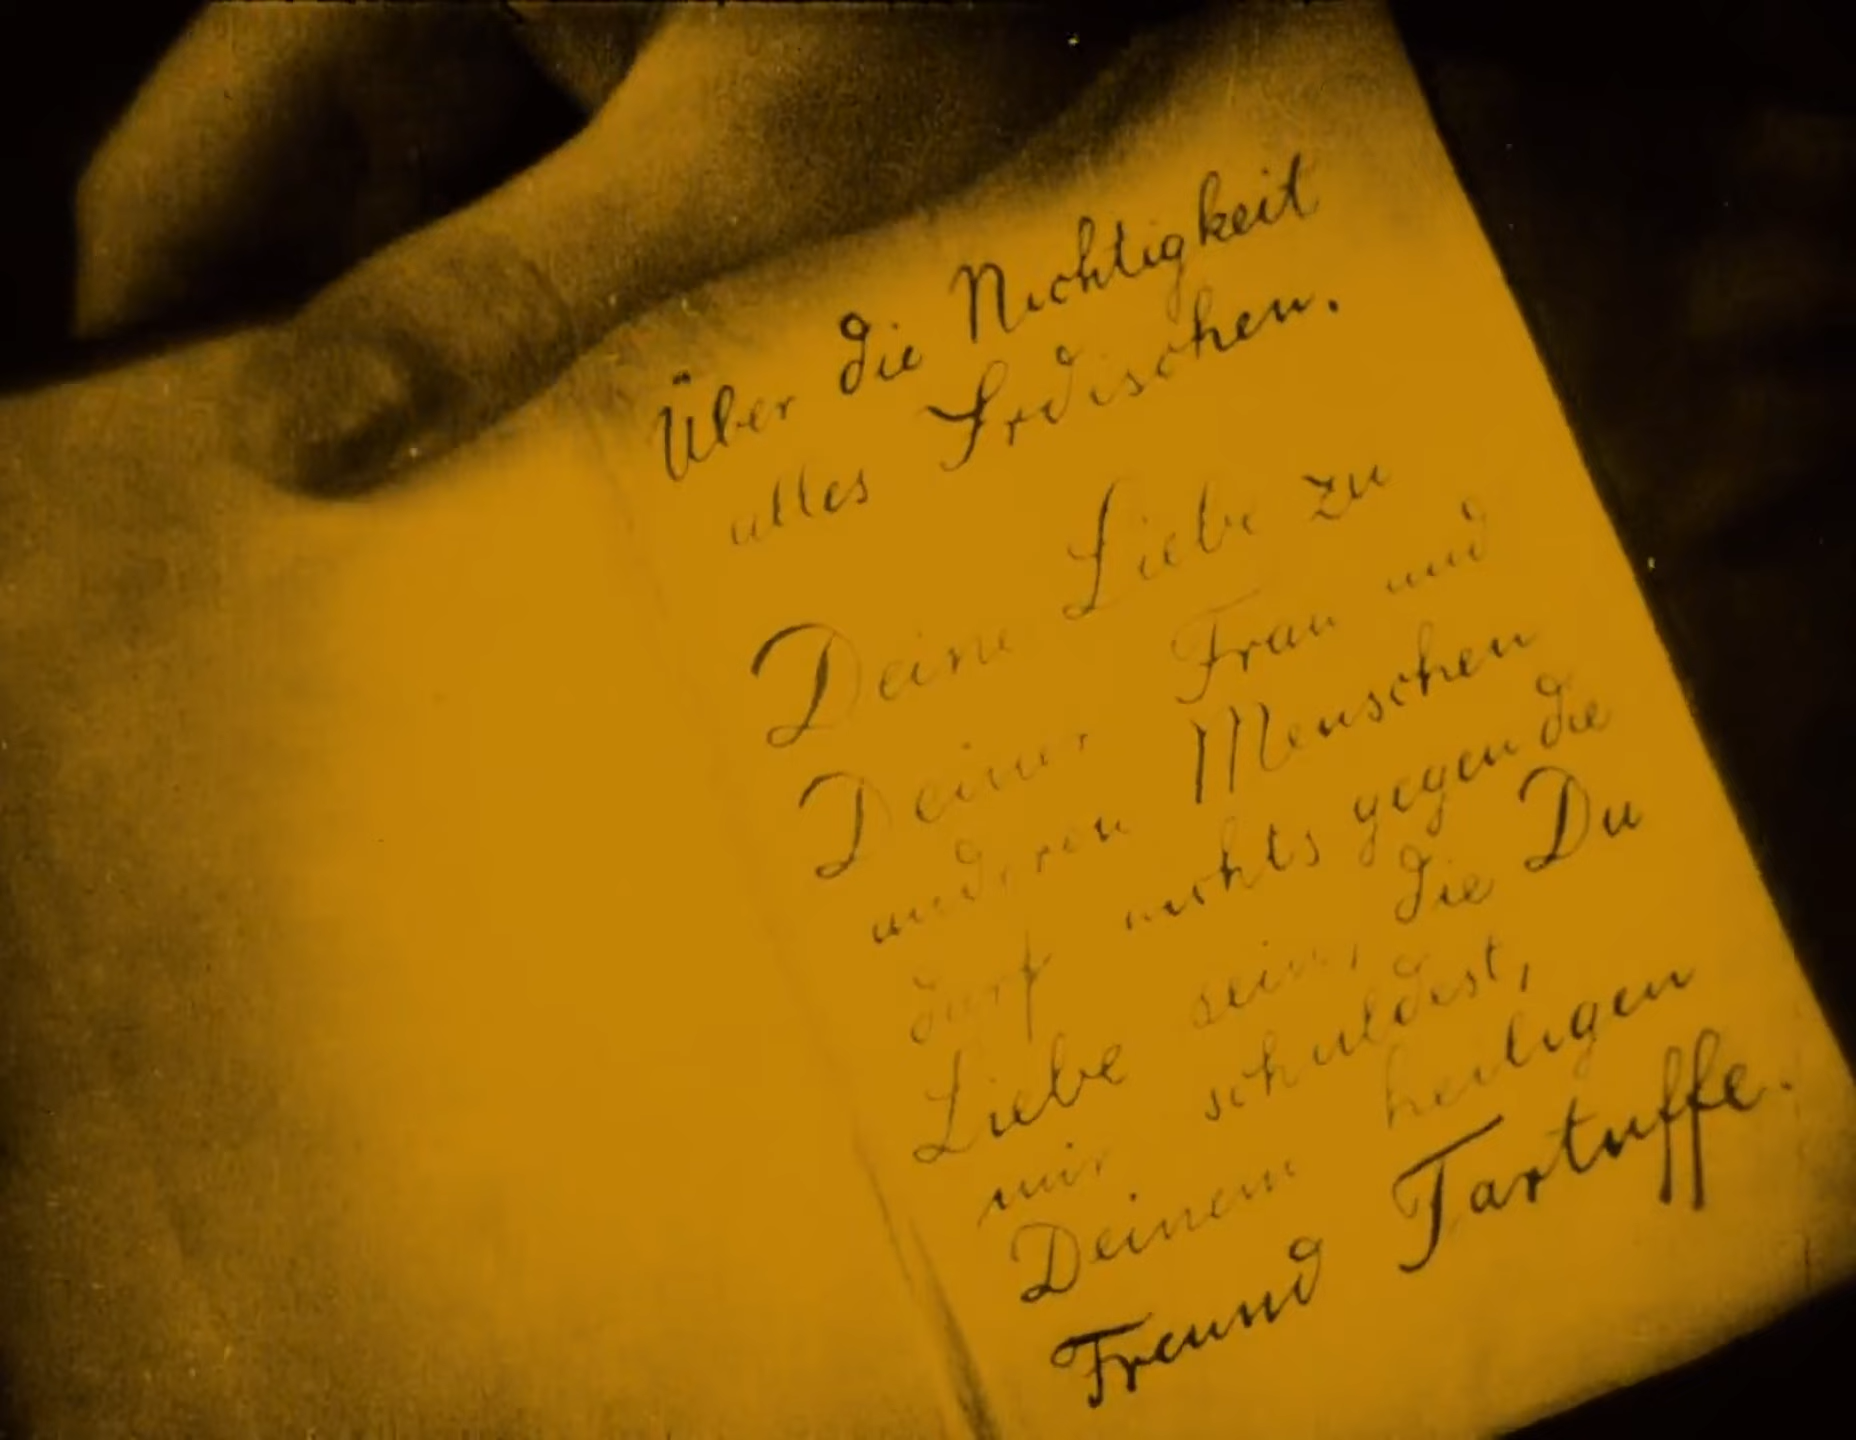 Über die Nichtigkeit
alles Irdischen.
Deine Liebe zu
Deiner Frau und
anderen Menschen
darf nichts gegen die
Liebe sein, die Du
mir schuldest,
Deinem heiligen
Freund Tartuffe.